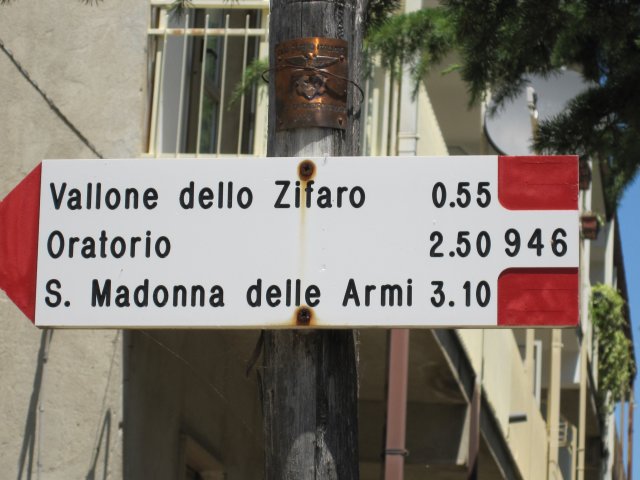 Vallone dello Zifaro 0.55
Oratorio 2.50 946
S. Madonna delle Armi 3.10